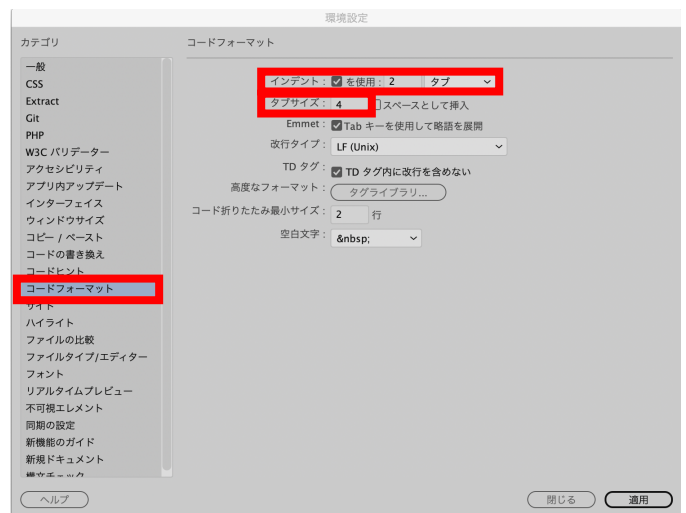 環境設定
カテゴリ
コードフォーマット
一般
CSS
Extract
Git
PHP
W3C バリデーター
アクセシビリティ
アプリ内アップデート
インターフェイス
ウィンドウサイズ
コピー / ペースト
コードの書き換え
コードヒント
コードフォーマット
サイト
ハイライト
ファイルの比較
ファイルタイプ/エディター
フォント
リアルタイムプレビュー
不可視エレメント
同期の設定
新機能のガイド
新規ドキュメント
構文チェック
インデント : を使用 : 2 タブ
タブサイズ : 4 スペースとして挿入
Emmet : Tab キーを使用して略語を展開
改行タイプ : LF (Unix)
TD タグ : TD タグ内に改行を含めない
高度なフォーマット : タグライブラリ...
コード折りたたみ最小サイズ : 2 行
空白文字 : &nbsp;
ヘルプ
閉じる
適用